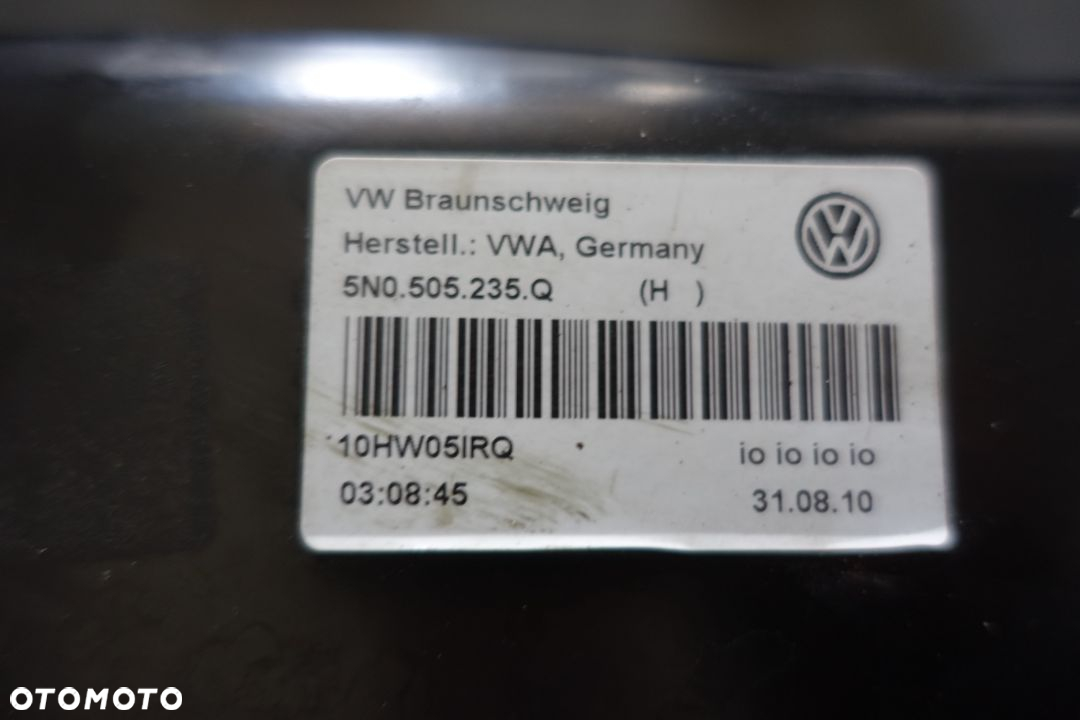 VW Braunschweig
Herstell.: VWA, Germany
5N0.505.235.Q (H )
10HW05IRQ io io io io
03:08:45 31.08.10
OTOMOTO